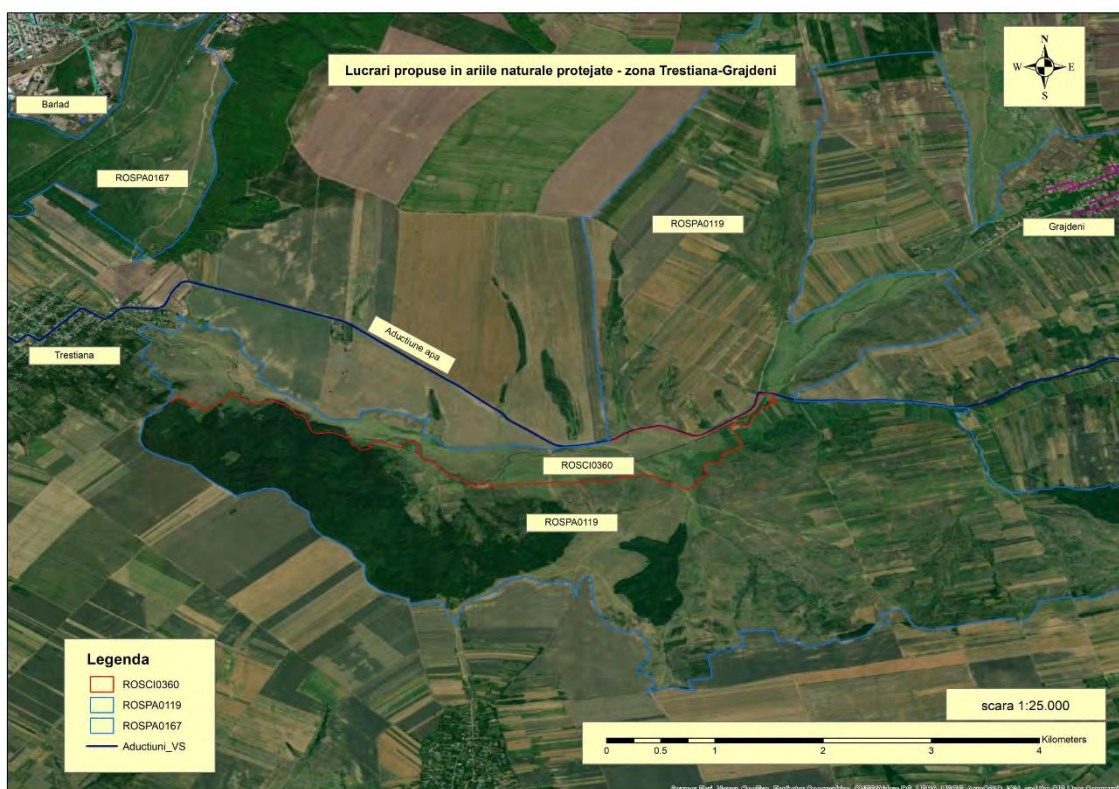 Lucrari propuse in ariile naturale protejate - zona Trestiana-Grajdeni
N
W E
S
Barlad
ROSPA0167
ROSPA0119
Grajdeni
Trestiana
Aductiune apa
ROSCI0360
ROSPA0119
Legenda
ROSCI0360
ROSPA0119
ROSPA0167
Aductiuni_VS
scara 1:25.000
Kilometers
0 0.5 1 2 3 4